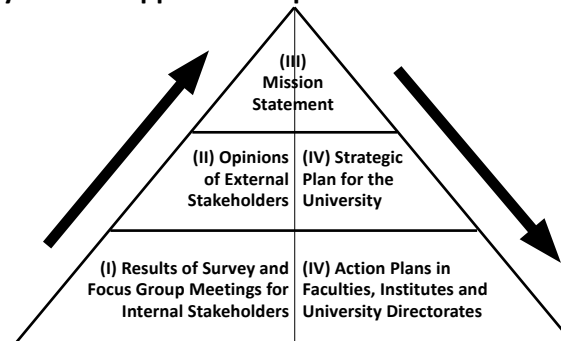 (III)
Mission
Statement
(II) Opinions
of External
Stakeholders
(IV) Strategic
Plan for the
University
(I) Results of Survey and
Focus Group Meetings for
Internal Stakeholders
(IV) Action Plans in
Faculties, Institutes and
University Directorates